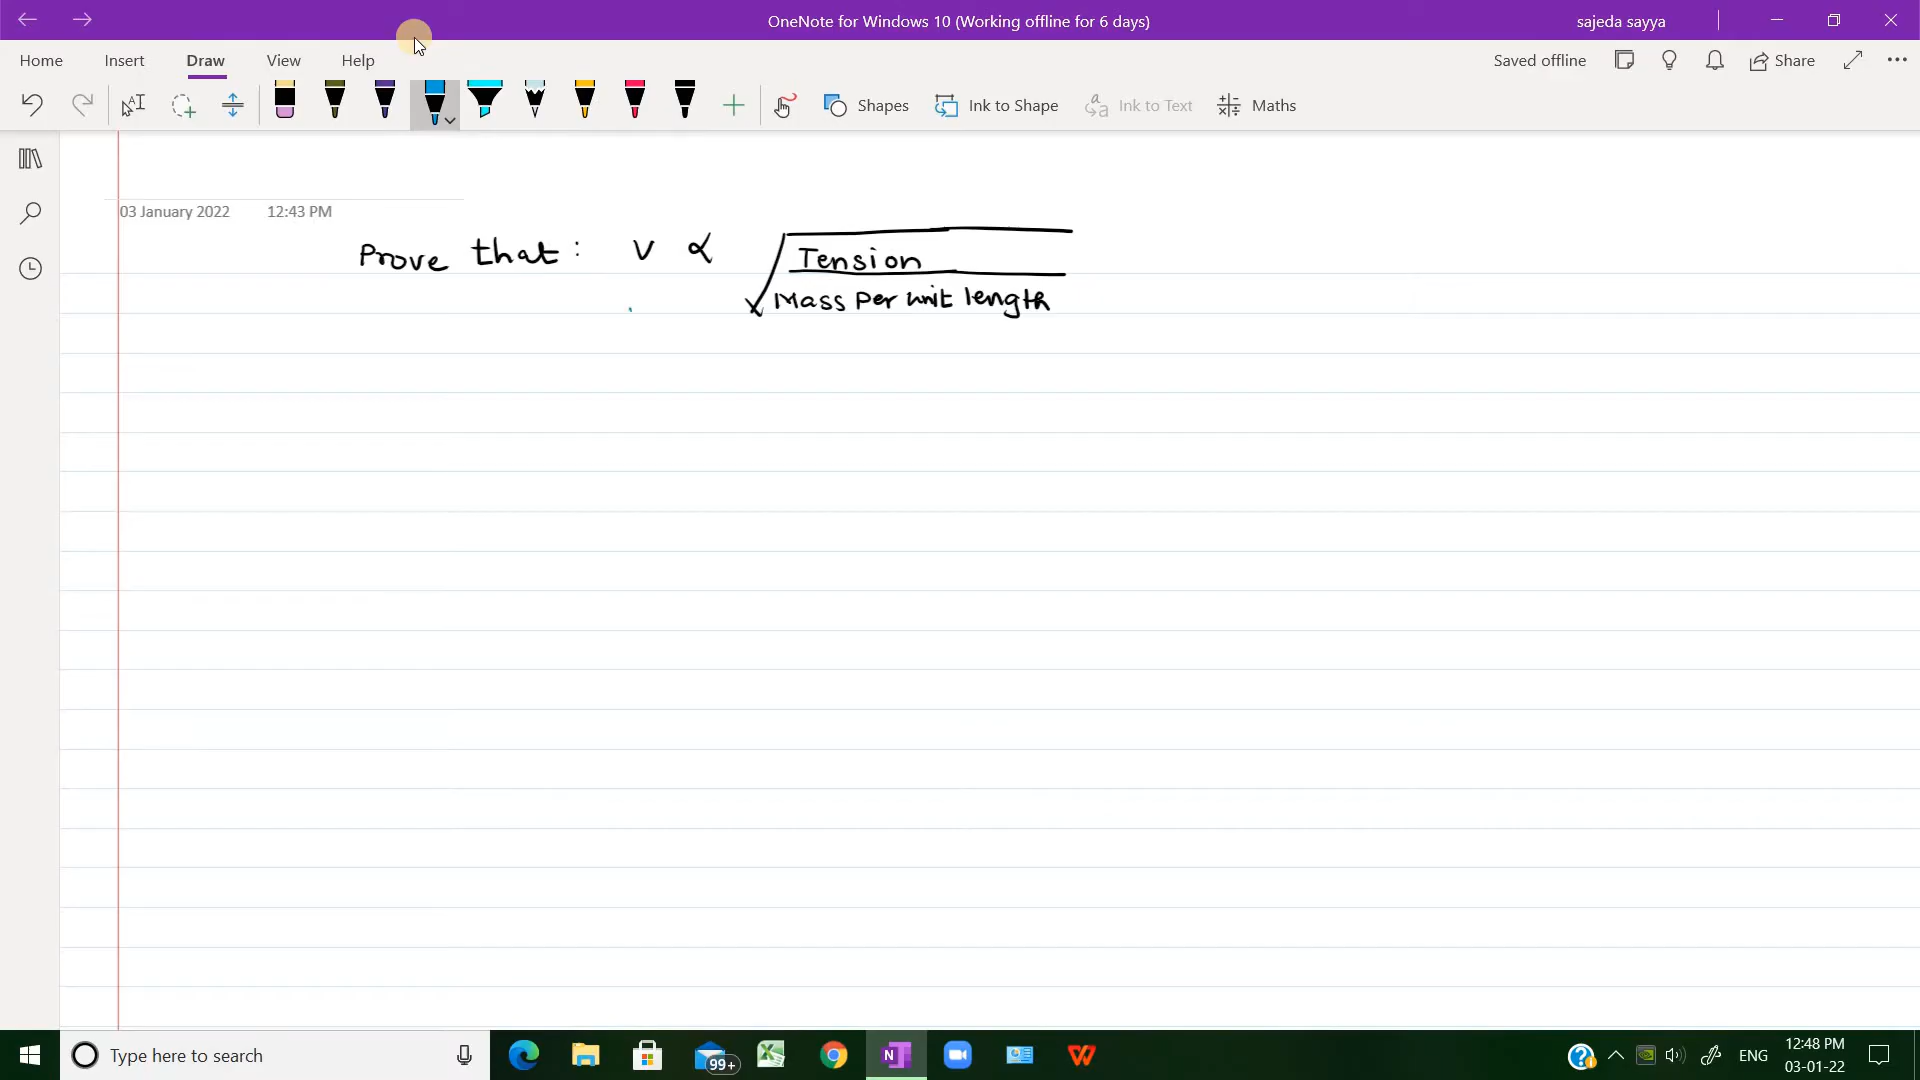 OneNote for Windows 10 (Working offline for 6 days)
sajeda sayya
Home Insert Draw View Help
Saved offline
Share
Shapes
Ink to Shape
Ink to Text
Maths
03 January 2022 12:43 PM
Prove that : v ∝ √
Tension
Mass Per unit length
Type here to search
99+
N
ENG
12:48 PM
03-01-22